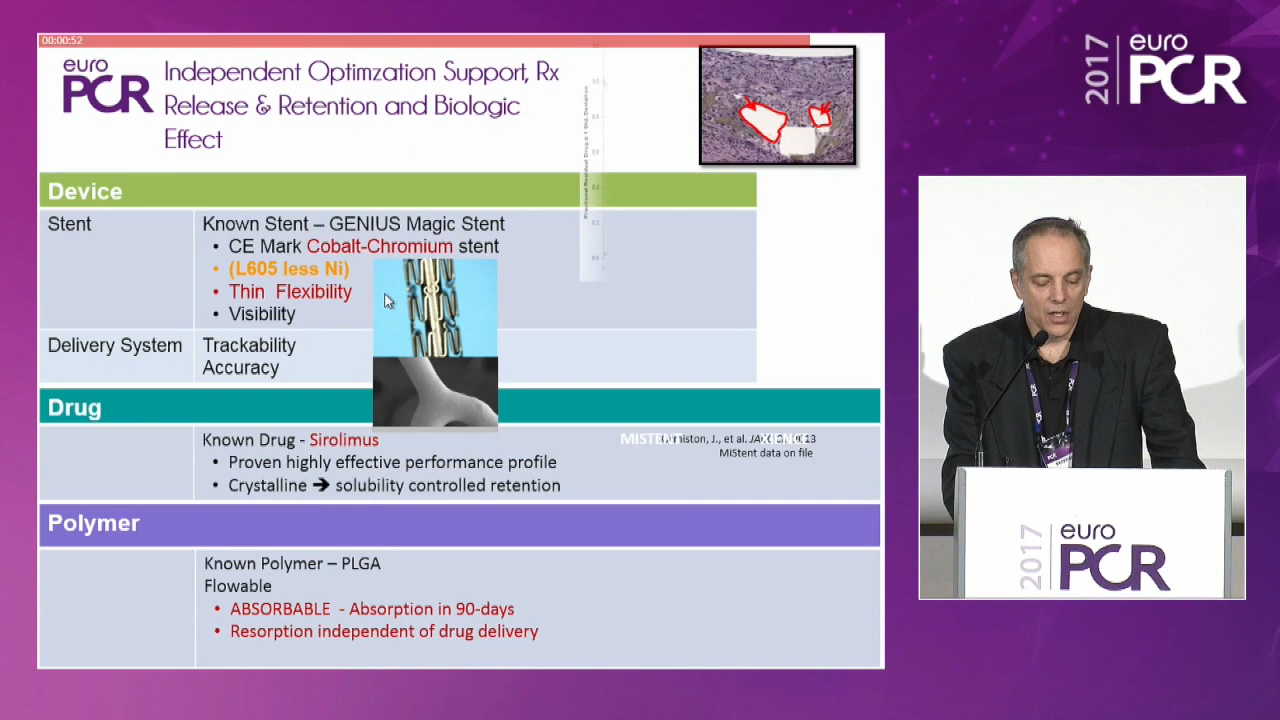 00:00:52
euro
PCR
Independent Optimzation Support, Rx
Release & Retention and Biologic
Effect
Device
Stent
Known Stent – GENIUS Magic Stent
• CE Mark Cobalt-Chromium stent
• (L605 less Ni)
• Thin Flexibility
• Visibility
Delivery System
Trackability
Accuracy
Drug
Known Drug - Sirolimus
• Proven highly effective performance profile
• Crystalline ➔ solubility controlled retention
MISTENT
et al.
MIStent data on file
Polymer
Known Polymer – PLGA
Flowable
• ABSORBABLE - Absorption in 90-days
• Resorption independent of drug delivery
2017
euro
PCR
2017
euro
PCR